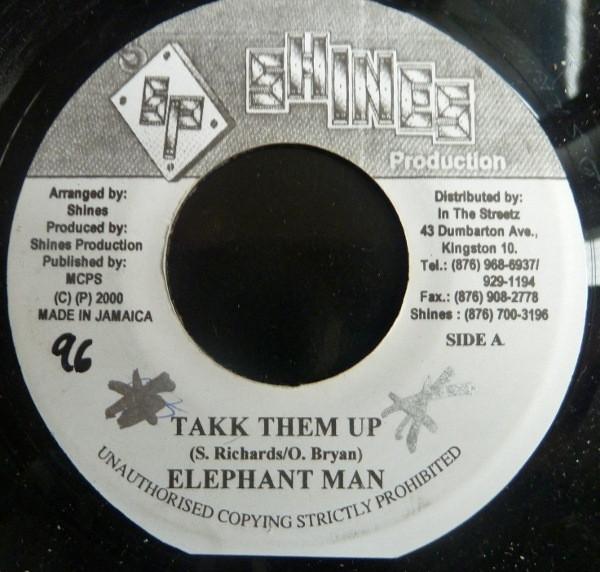 SP
SHINES
Production
Arranged by:
Shines
Produced by:
Shines Production
Published by:
MCPS
(C) (P) 2000
MADE IN JAMAICA
96
Distributed by:
In The Streetz
43 Dumbarton Ave.,
Kingston 10.
Tel.: (876) 968-6937/
929-1194
Fax.: (876) 908-2778
Shines : (876) 700-3196
SIDE A.
TAKK THEM UP
(S. Richards/O. Bryan)
ELEPHANT MAN
UNAUTHORISED COPYING STRICTLY PROHIBITED